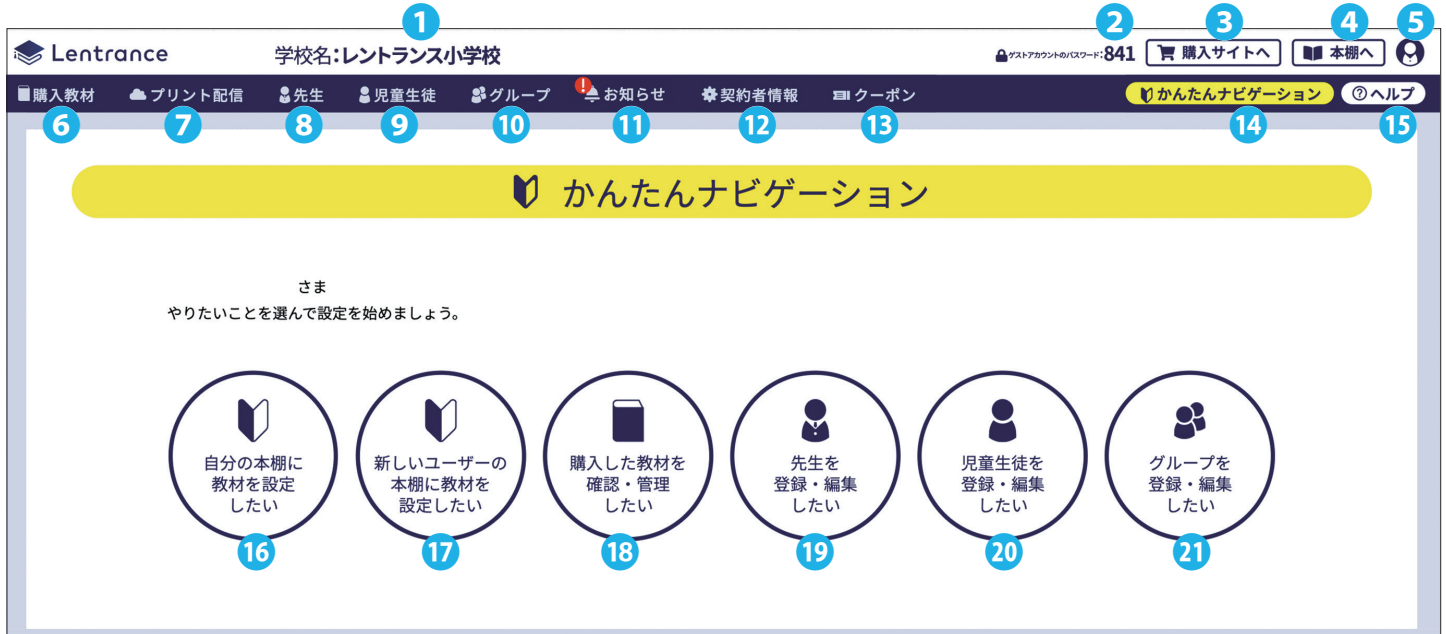 1 2 3 4 5
Lentrance 学校名:レントランス小学校 ゲストアカウントのパスワード:841 購入サイトへ 本棚へ
購入教材 プリント配信 先生 児童生徒 グループ お知らせ 契約者情報 クーポン かんたんナビゲーション ヘルプ
6 7 8 9 10 11 12 13 14 15
かんたんナビゲーション
さま
やりたいことを選んで設定を始めましょう。
自分の本棚に
教材を設定
したい
16
新しいユーザーの
本棚に教材を
設定したい
17
購入した教材を
確認・管理
したい
18
先生を
登録・編集
したい
19
児童生徒を
登録・編集
したい
20
グループを
登録・編集
したい
21